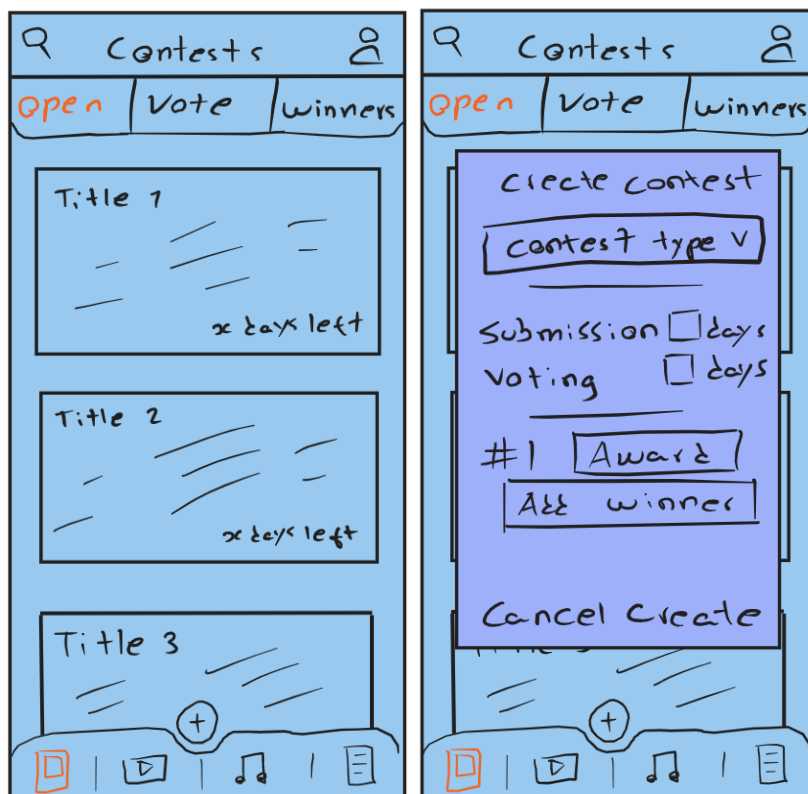 Contests
Open Vote Winners
Title 1
x days left
Title 2
x days left
Title 3
+
Contests
Open Vote Winners
Create contest
contest type v
Submission days
Voting days
#1 Award
Add winner
Cancel Create
+